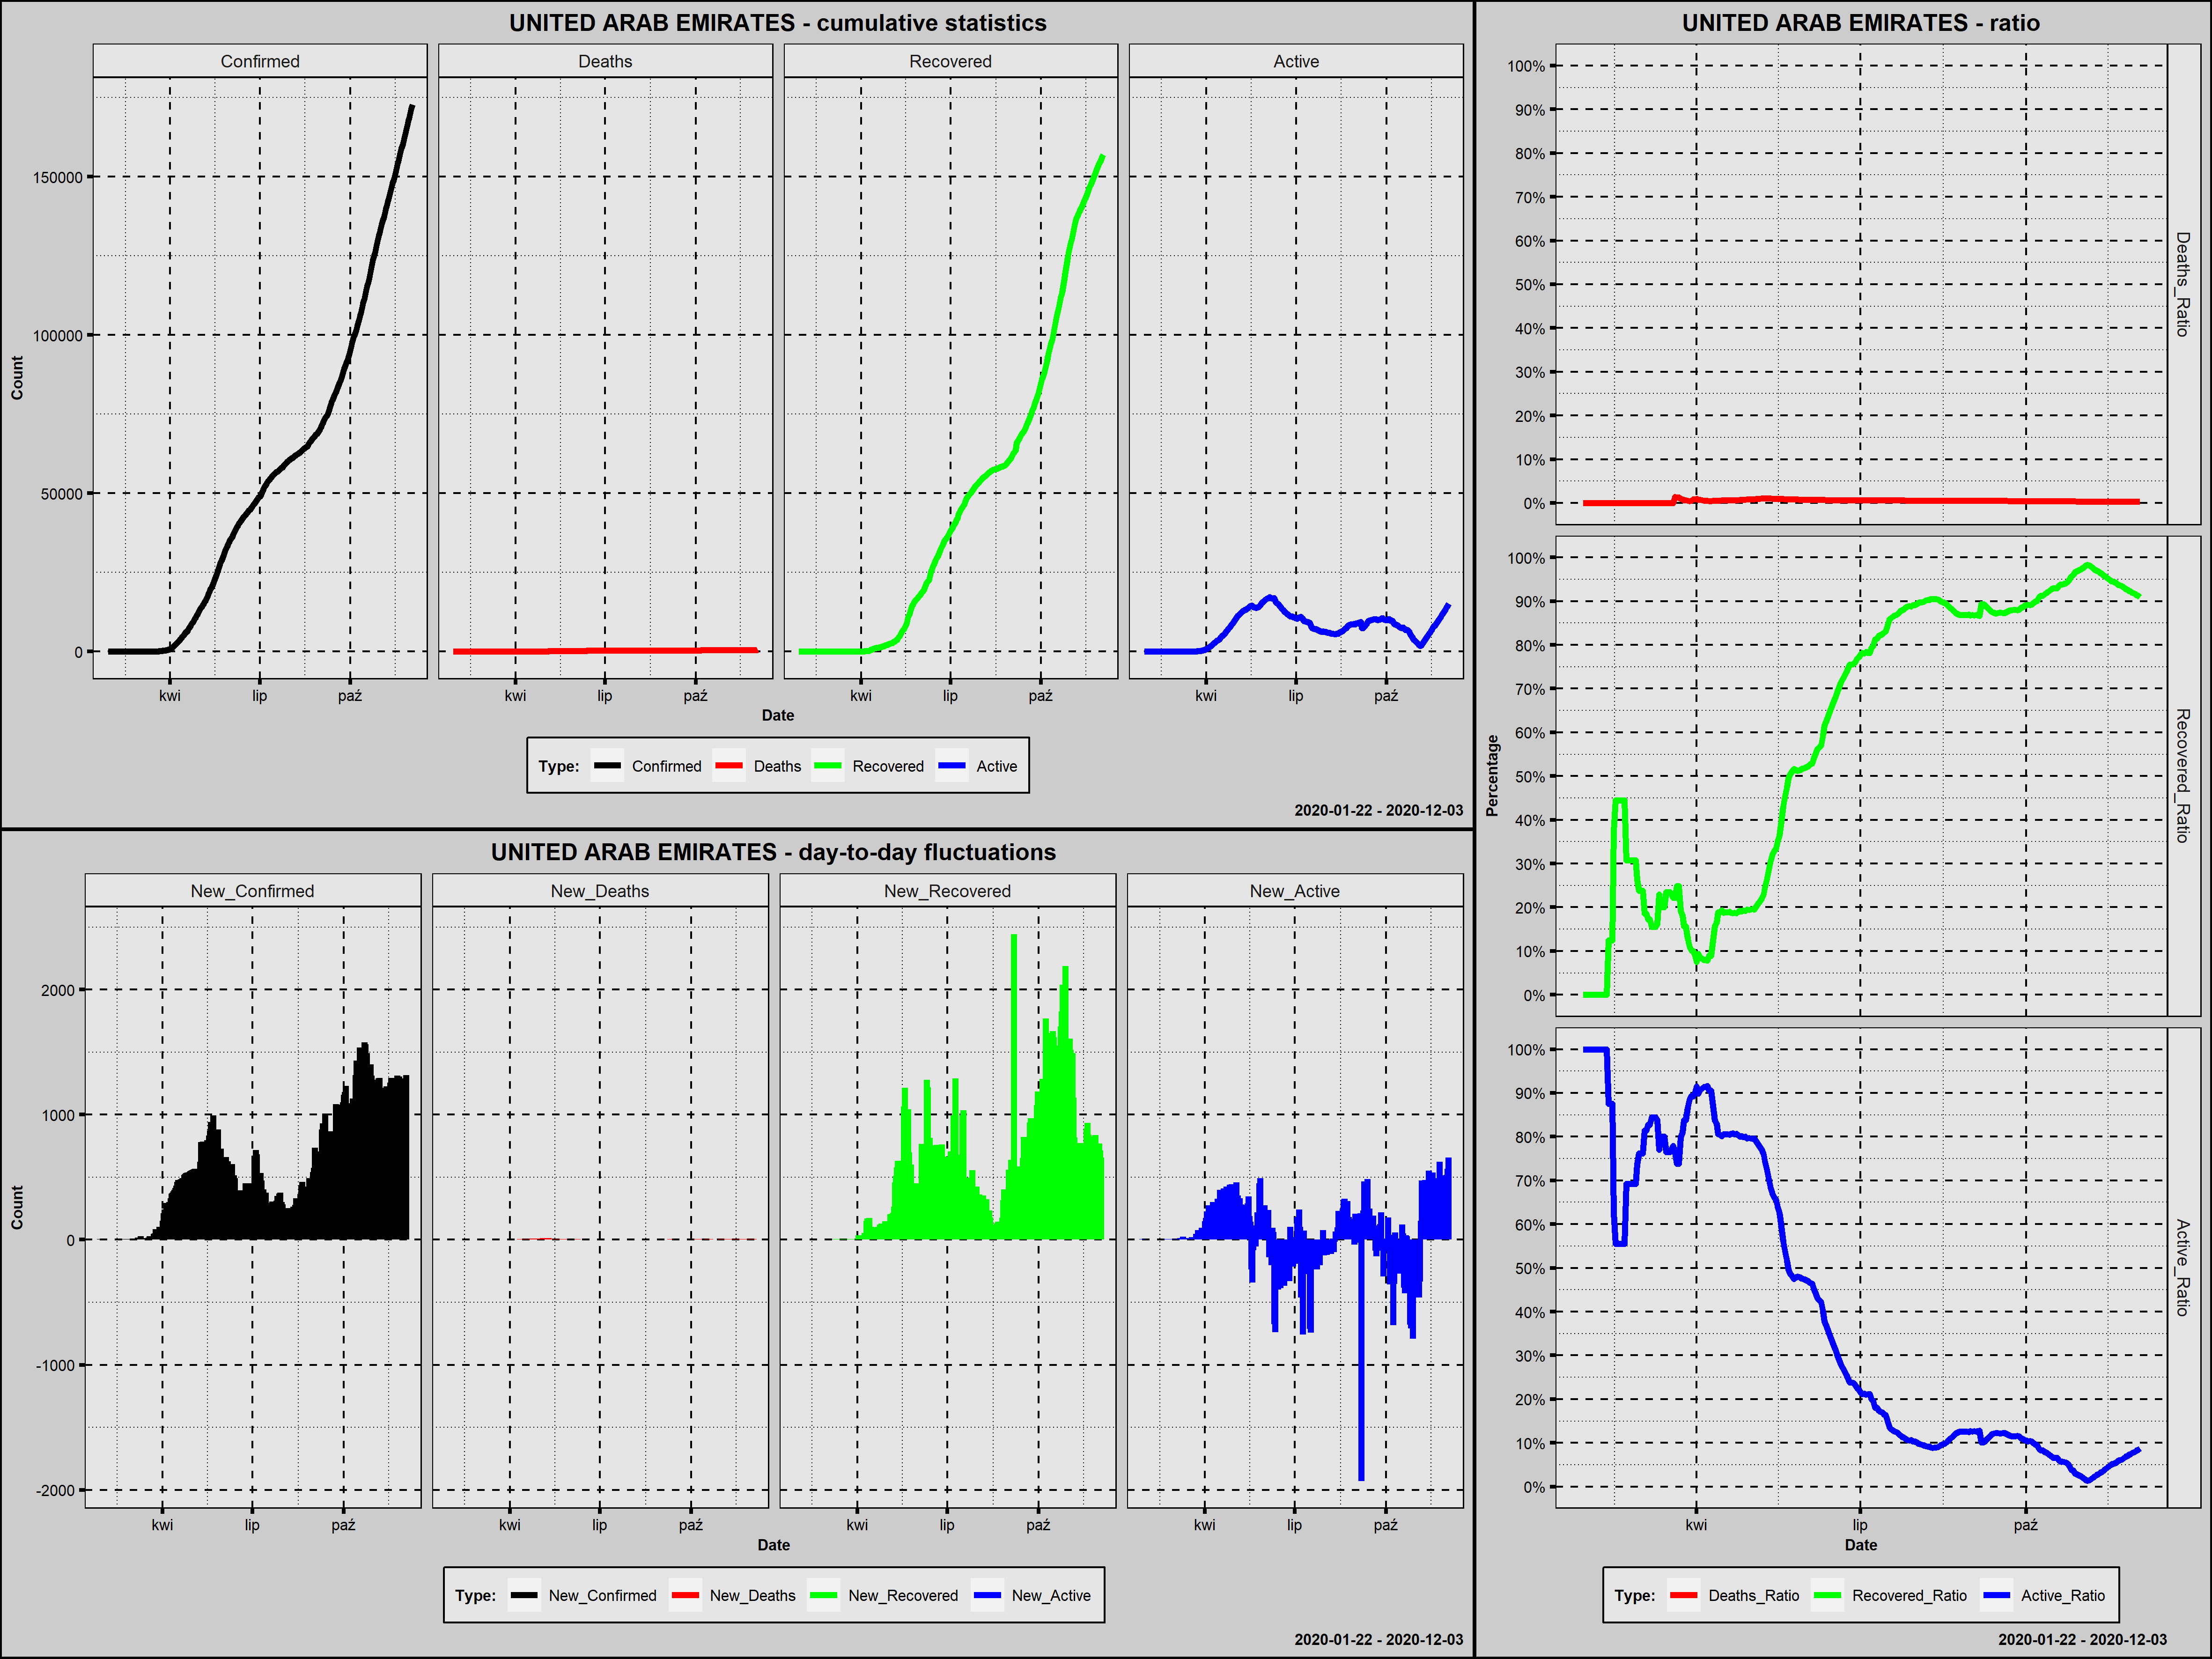 UNITED ARAB EMIRATES - cumulative statistics
Confirmed Deaths Recovered Active
150000
100000
50000
0
Count
kwi lip paź kwi lip paź kwi lip paź kwi lip paź
Date
Type: Confirmed Deaths Recovered Active
2020-01-22 - 2020-12-03
UNITED ARAB EMIRATES - day-to-day fluctuations
New_Confirmed New_Deaths New_Recovered New_Active
2000
1000
0
-1000
-2000
Count
kwi lip paź kwi lip paź kwi lip paź kwi lip paź
Date
Type: New_Confirmed New_Deaths New_Recovered New_Active
2020-01-22 - 2020-12-03
UNITED ARAB EMIRATES - ratio
100%
90%
80%
70%
60%
50%
40%
30%
20%
10%
0%
Deaths_Ratio
100%
90%
80%
70%
60%
50%
40%
30%
20%
10%
0%
Recovered_Ratio
Percentage
100%
90%
80%
70%
60%
50%
40%
30%
20%
10%
0%
Active_Ratio
kwi lip paź
Date
Type: Deaths_Ratio Recovered_Ratio Active_Ratio
2020-01-22 - 2020-12-03